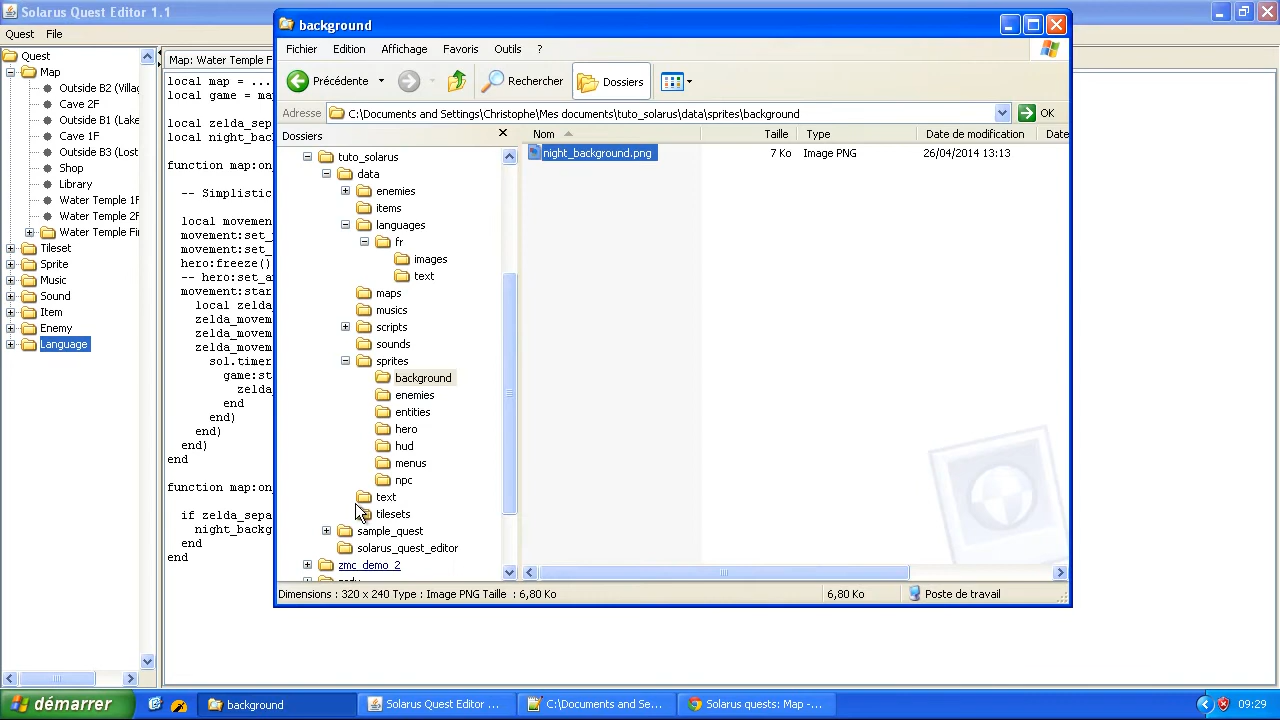 Solarus Quest Editor 1.1
Quest File
Quest
Map
Outside B2 (Villag
Cave 2F
Outside B1 (Lake
Cave 1F
Outside B3 (Lost
Shop
Library
Water Temple 1F
Water Temple 2F
Water Temple Fi
Tileset
Sprite
Music
Sound
Item
Enemy
Language
Map: Water Temple F
local map = ...
local game = map
local zelda_sep
local night_bac
function map:on
-- Simplistic
local movemen
movement:set_
movement:set_
hero:freeze()
-- hero:set_a
movement:star
local zelda
zelda_movem
zelda_movem
zelda_movem
sol.timer
game:st
zelda_
end
end)
end)
end)
end
function map:on
if zelda_sepa
night_backg
end
end
background
Fichier Edition Affichage Favoris Outils ?
Précédente Rechercher Dossiers
Adresse C:\Documents and Settings\Christophe\Mes documents\tuto_solarus\data\sprites\background OK
Dossiers
tuto_solarus
data
enemies
items
languages
fr
images
text
maps
musics
scripts
sounds
sprites
background
enemies
entities
hero
hud
menus
npc
text
tilesets
sample_quest
solarus_quest_editor
Nom Taille Type Date de modification Date
night_background.png 7 Ko Image PNG 26/04/2014 13:13
Dimensions : 320 x 240 Type : Image PNG Taille : 6,80 Ko 6,80 Ko Poste de travail
démarrer background Solarus Quest Editor ... C:\Documents and Se... Solarus quests: Map -... 09:29